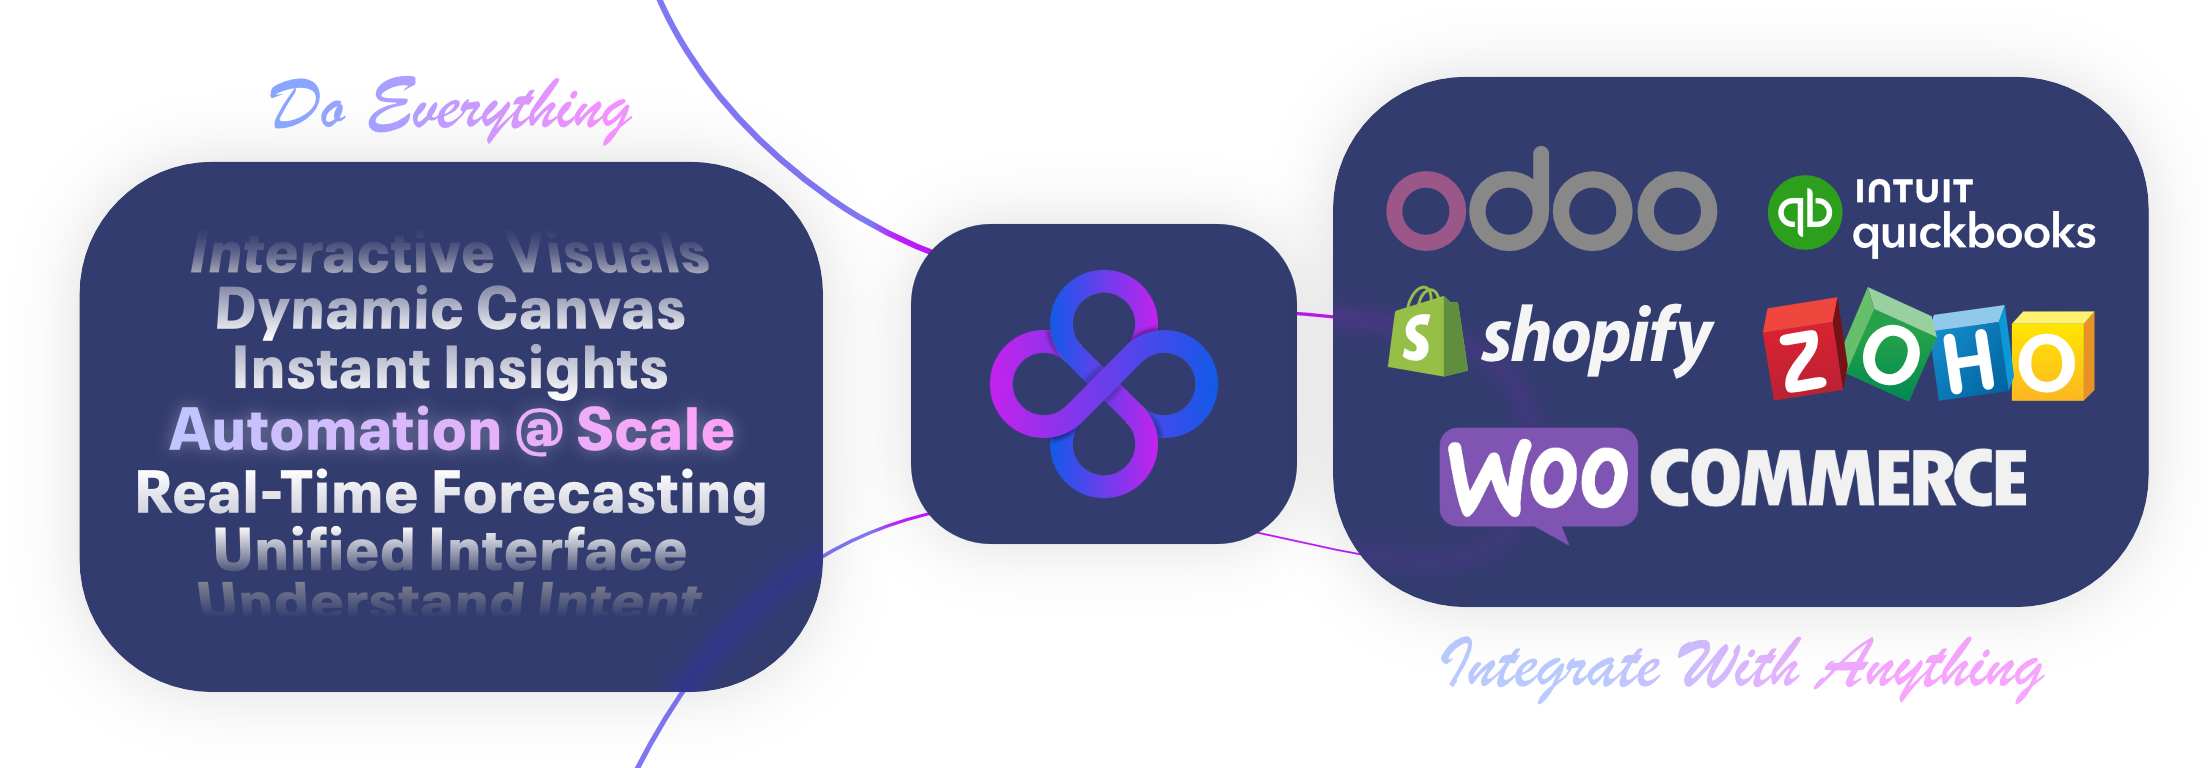 Do Everything
Interactive Visuals
Dynamic Canvas
Instant Insights
Automation @ Scale
Real-Time Forecasting
Unified Interface
Understand Intent
odoo
qb INTUIT
quickbooks
S shopify
ZOHO
WOO COMMERCE
Integrate With Anything